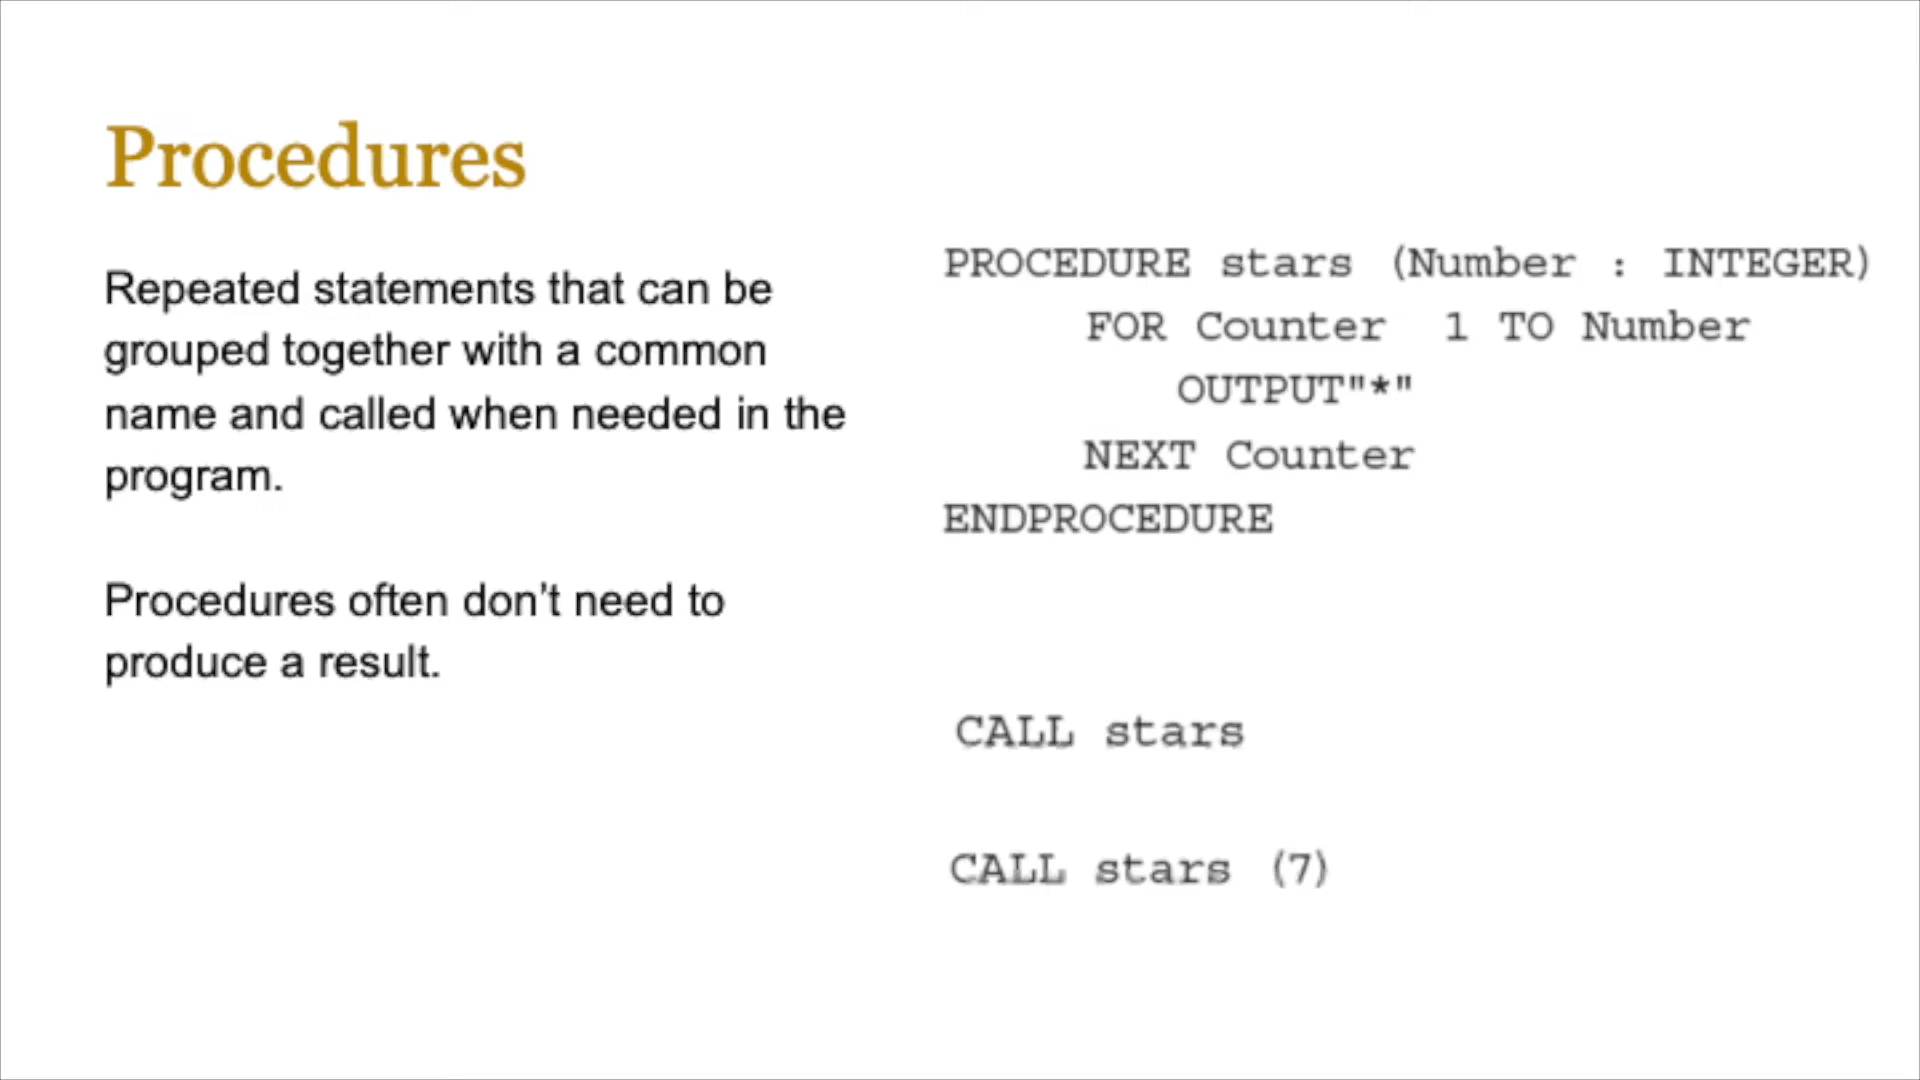 Procedures
Repeated statements that can be
grouped together with a common
name and called when needed in the
program.
Procedures often don't need to
produce a result.
PROCEDURE stars (Number : INTEGER)
FOR Counter 1 TO Number
OUTPUT"*"
NEXT Counter
ENDPROCEDURE
CALL stars
CALL stars (7)